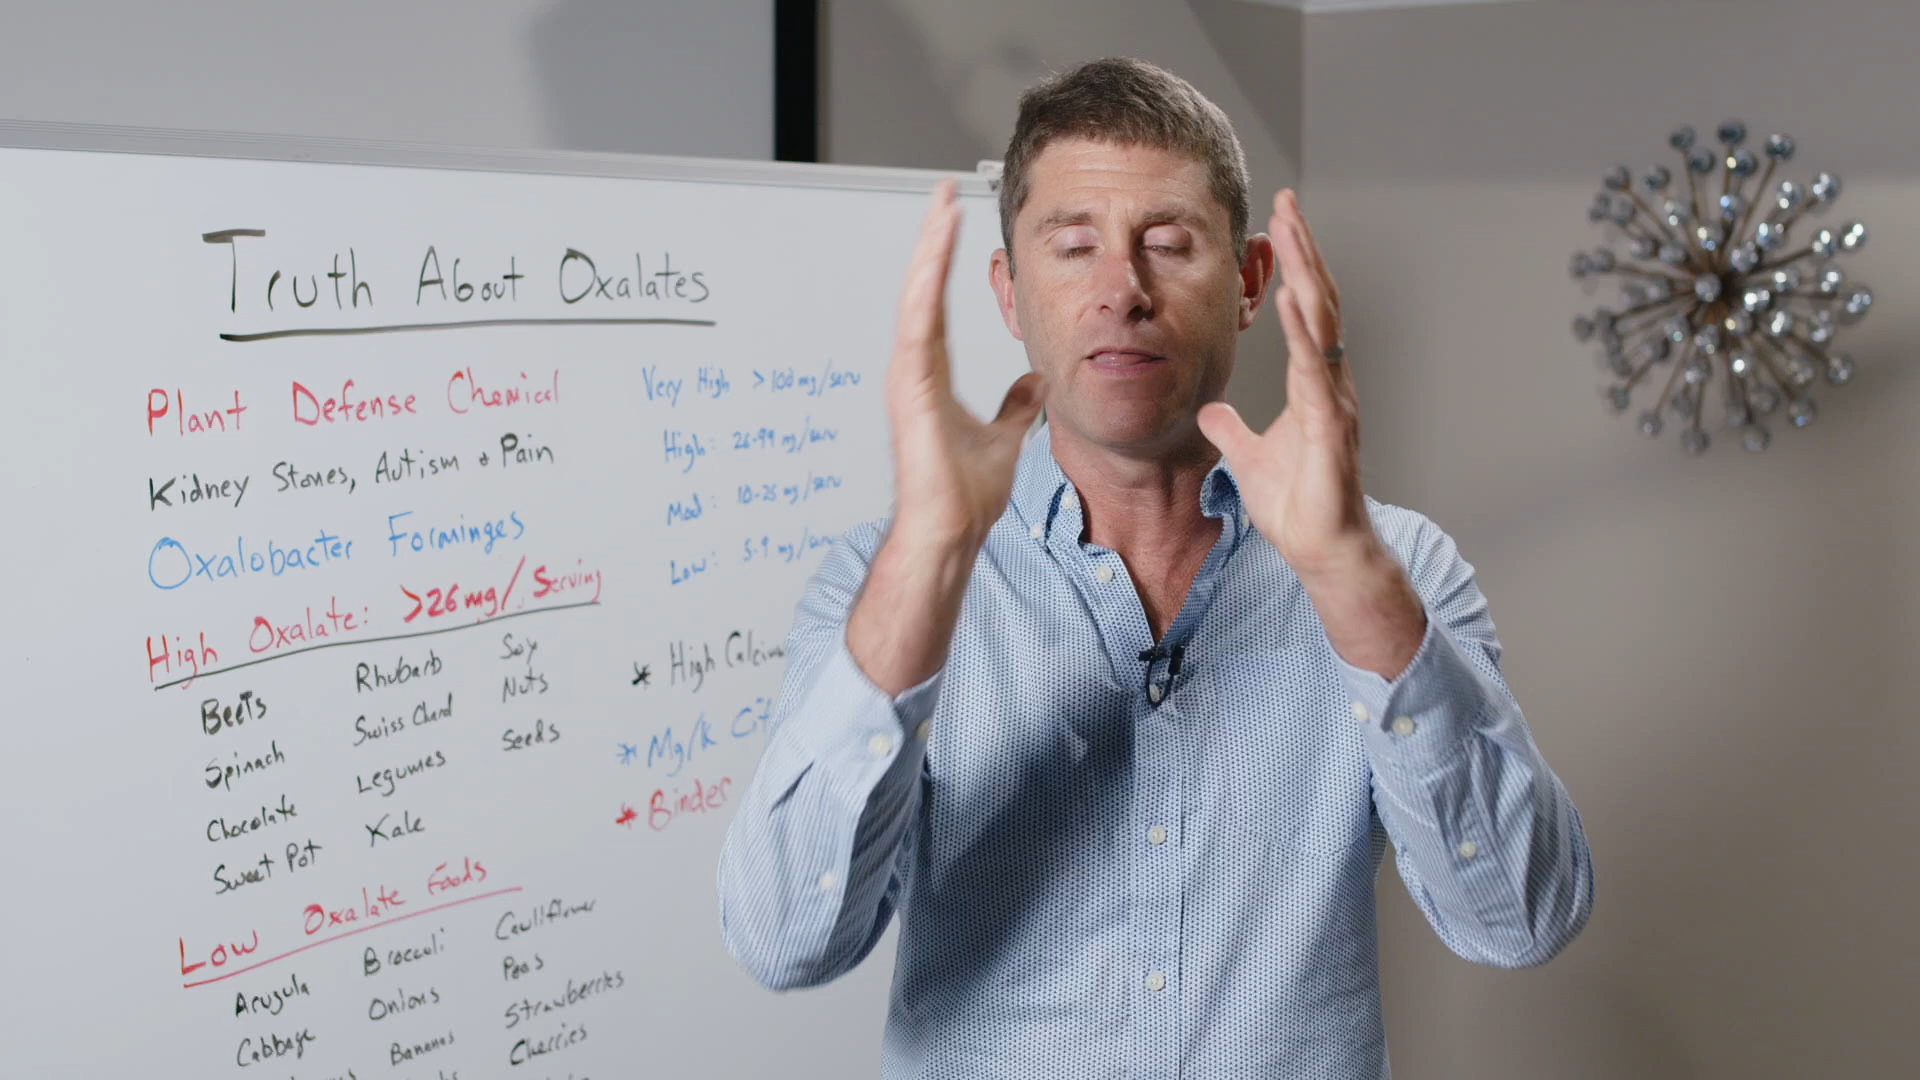 Truth About Oxalates
Plant Defense Chemical
Kidney Stones, Autism & Pain
Oxalobacter Forminges
High Oxalate: >26mg/Serving
Beets
Spinach
Chocolate
Sweet Pot
Rhubarb
Swiss Chard
Legumes
Kale
Soy
Nuts
Seeds
Low Oxalate Foods
Arugula
Cabbage
Broccoli
Onions
Bananas
Caullflower
Peas
Strawberries
Cherries
Very High >100mg/serv
High: 26-99 mg/serv
Mod: 10-25 mg/serv
Low: 5-9 mg/serv
* High Calcium
* Mg/K Cit
* Binder